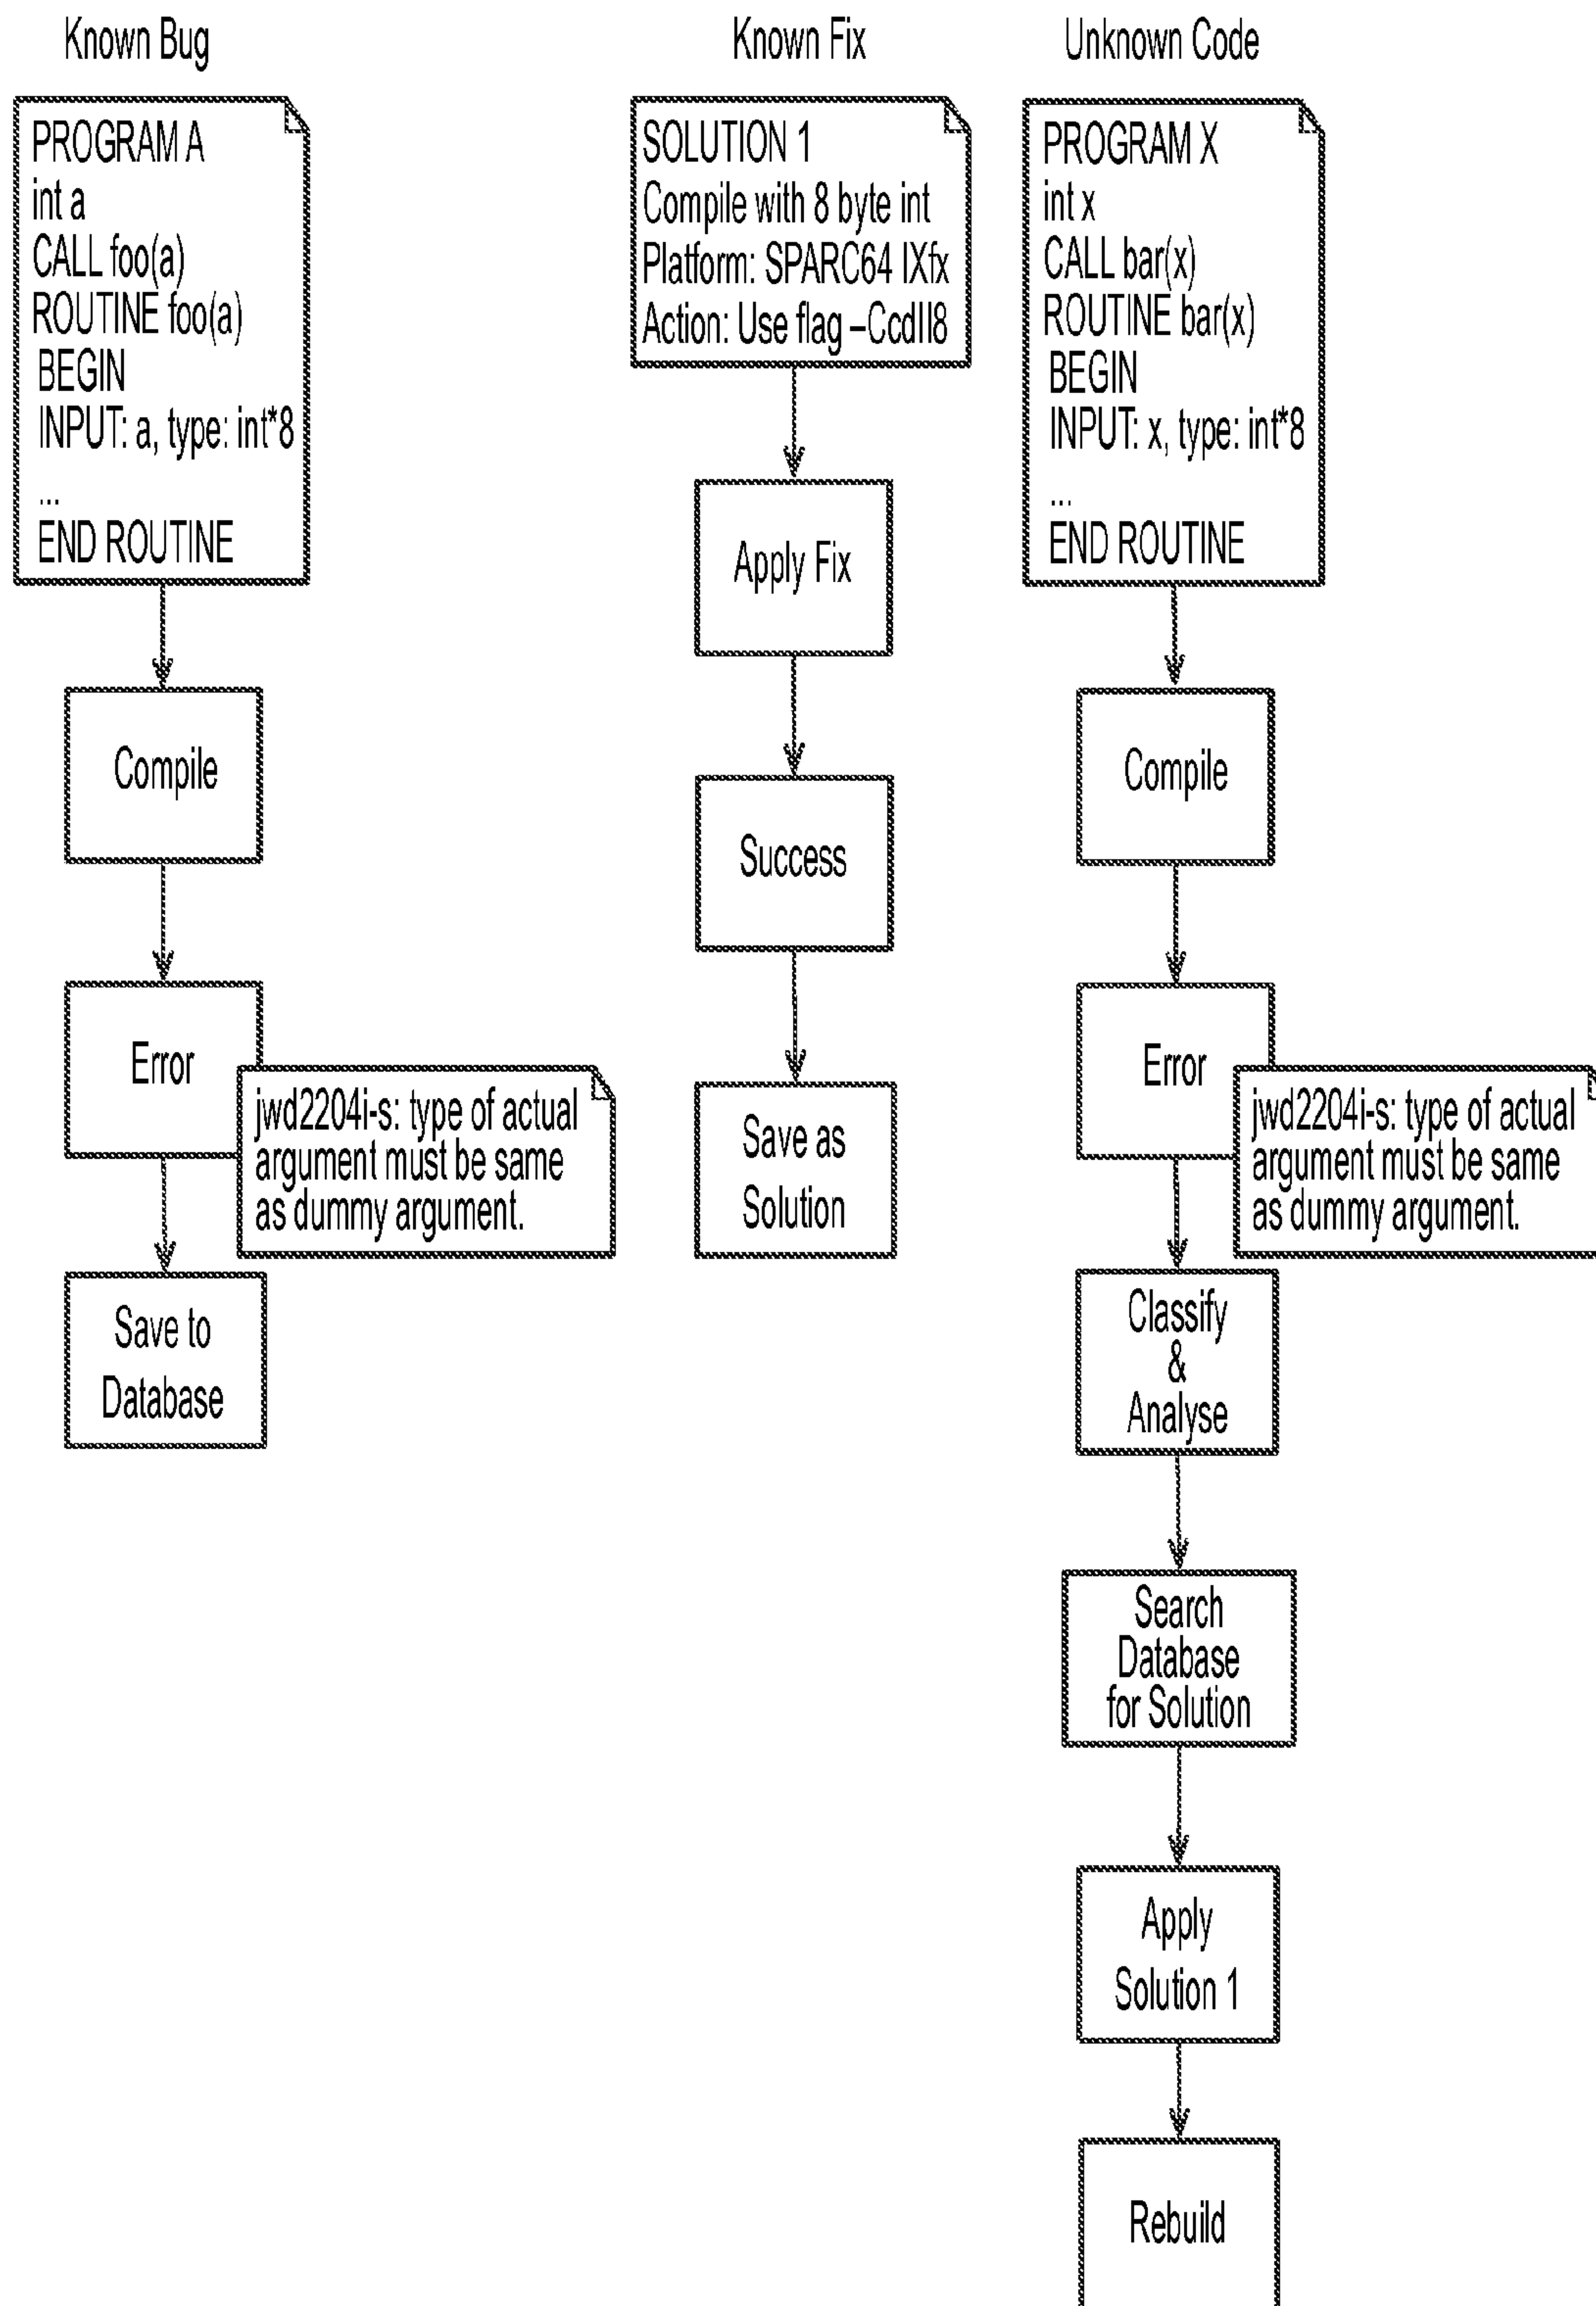 Known Bug
PROGRAM A
int a
CALL foo(a)
ROUTINE foo(a)
BEGIN
INPUT: a, type: int*8
...
END ROUTINE
Compile
Error
jwd2204i-s: type of actual
argument must be same
as dummy argument.
Save to
Database
Known Fix
SOLUTION 1
Compile with 8 byte int
Platform: SPARC64 IXfx
Action: Use flag –CcdII8
Apply Fix
Success
Save as
Solution
Unknown Code
PROGRAM X
int x
CALL bar(x)
ROUTINE bar(x)
BEGIN
INPUT: x, type: int*8
...
END ROUTINE
Compile
Error
jwd2204i-s: type of actual
argument must be same
as dummy argument.
Classify
&
Analyse
Search
Database
for Solution
Apply
Solution 1
Rebuild